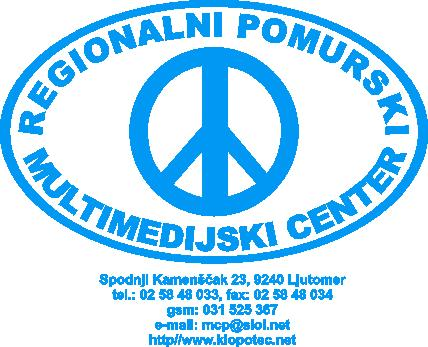 REGIONALNI POMURSKI
MULTIMEDIJSKI CENTER
Spodnji Kamenščak 23, 9240 Ljutomer
tel.: 02 58 48 033, fax: 02 58 48 034
gsm: 031 525 367
e-mail: mcp@siol.net
http//www.klopotec.net